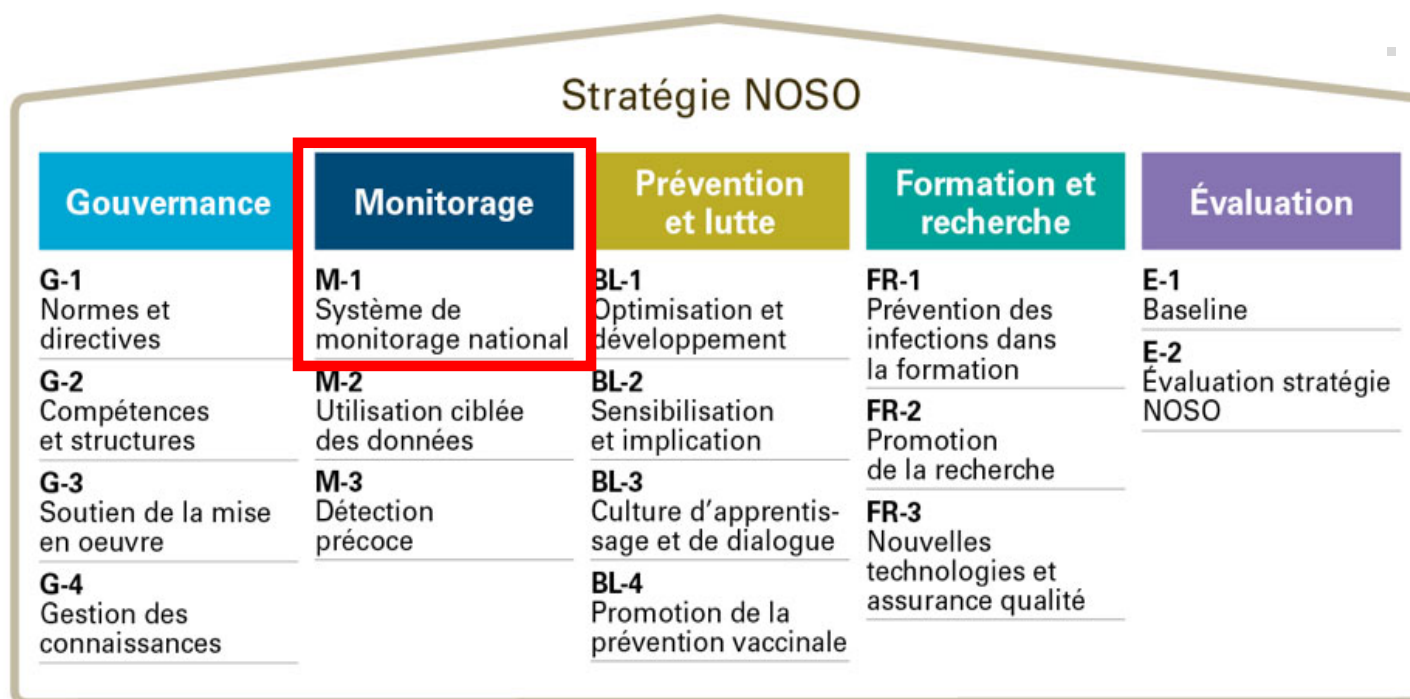 Stratégie NOSO
Gouvernance
G-1
Normes et
directives
G-2
Compétences
et structures
G-3
Soutien de la mise
en oeuvre
G-4
Gestion des
connaissances
Monitorage
M-1
Système de
monitorage national
M-2
Utilisation ciblée
des données
M-3
Détection
précoce
Prévention
et lutte
BL-1
Optimisation et
développement
BL-2
Sensibilisation
et implication
BL-3
Culture d’apprentis-
sage et de dialogue
BL-4
Promotion de la
prévention vaccinale
Formation et
recherche
FR-1
Prévention des
infections dans
la formation
FR-2
Promotion
de la recherche
FR-3
Nouvelles
technologies et
assurance qualité
Évaluation
E-1
Baseline
E-2
Évaluation stratégie
NOSO